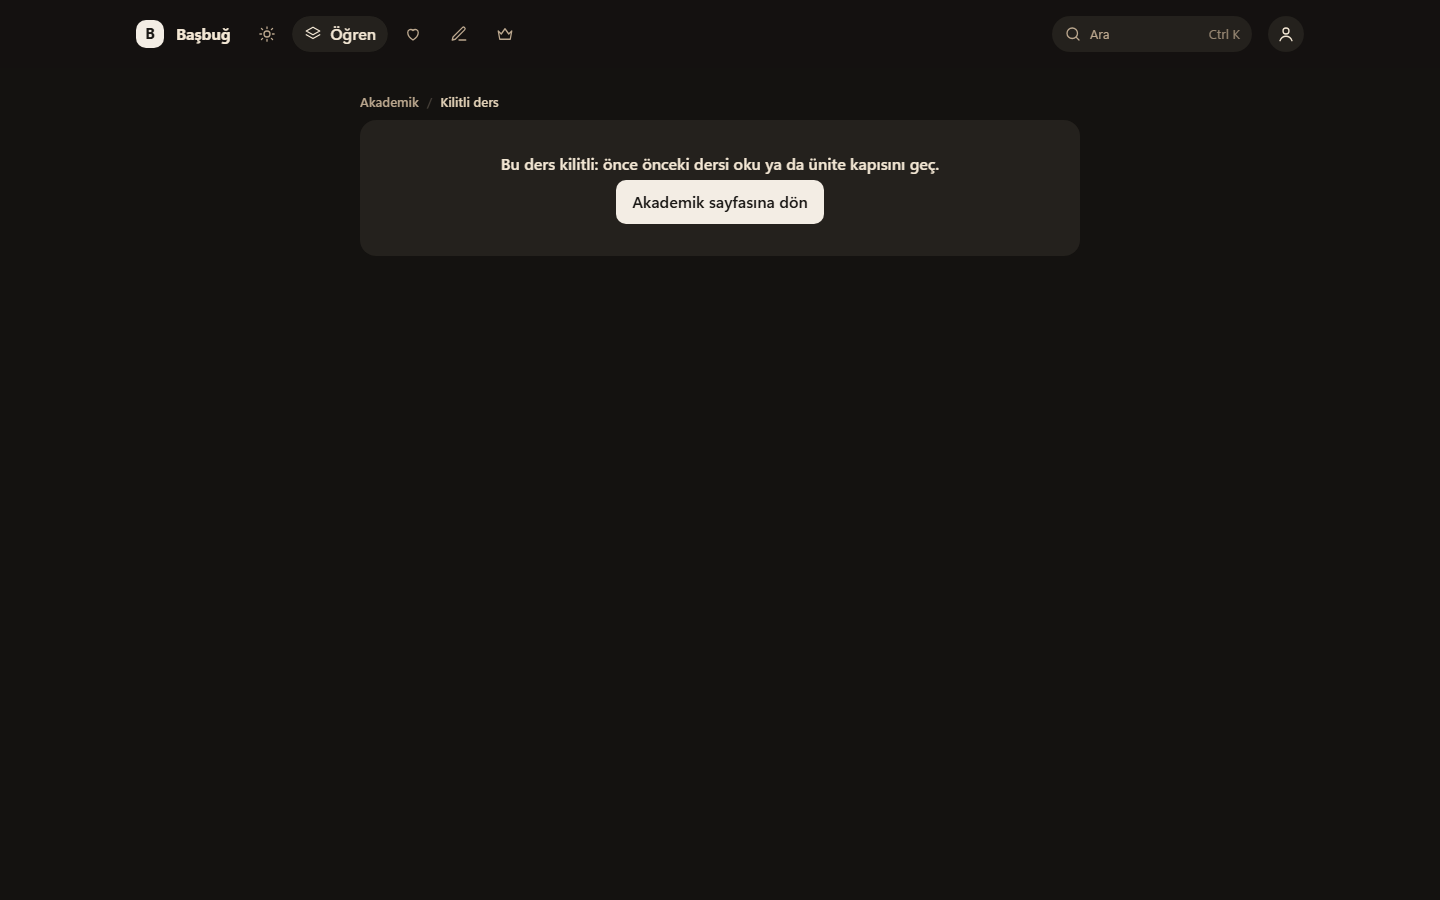 B Başbuğ Öğren Ara Ctrl K
Akademik / Kilitli ders
Bu ders kilitli: önce önceki dersi oku ya da ünite kapısını geç.
Akademik sayfasına dön